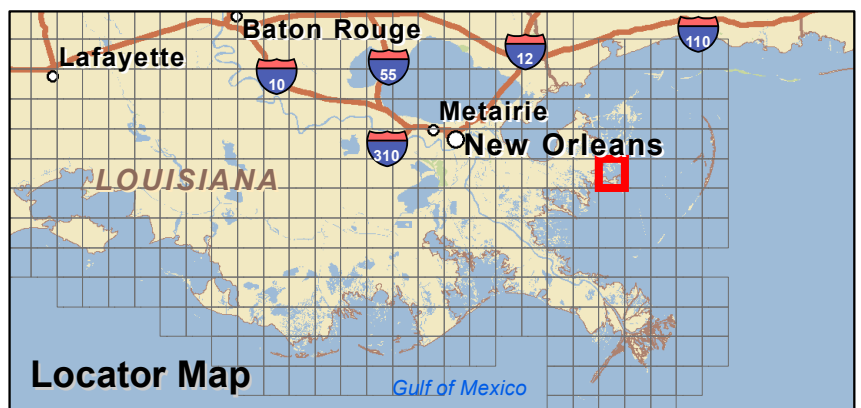 Baton Rouge
110
Lafayette
12
55
10
Metairie
New Orleans
310
LOUISIANA
Locator Map
Gulf of Mexico